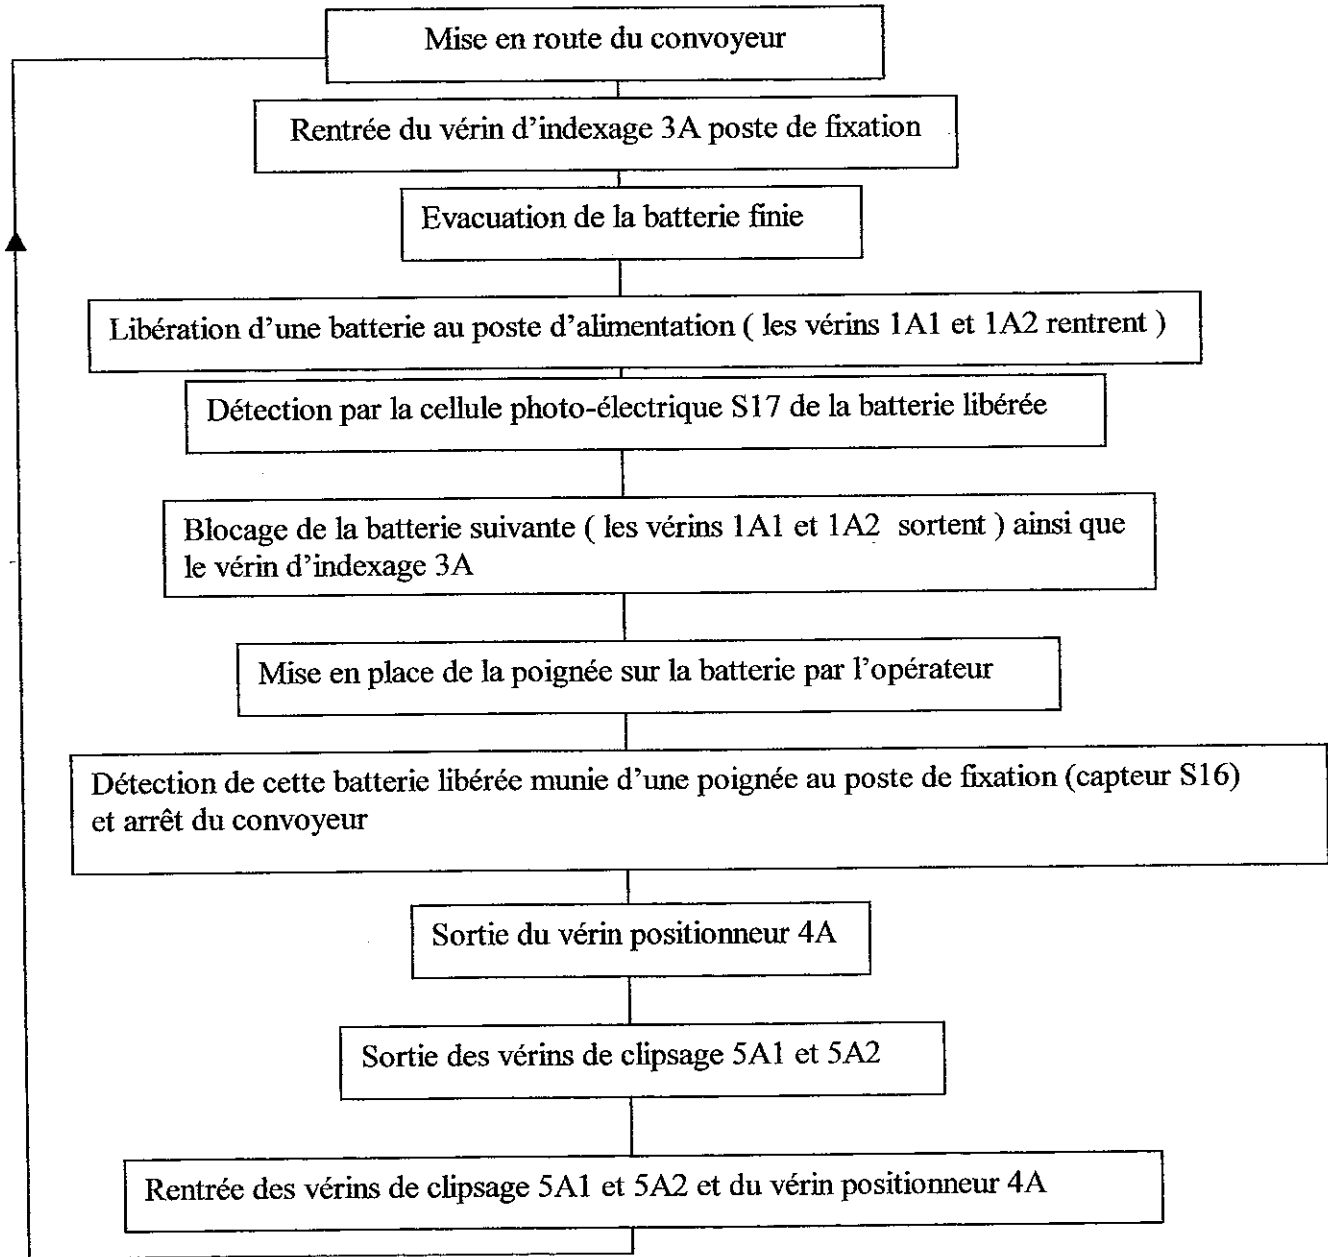 Mise en route du convoyeur
Rentrée du vérin d'indexage 3A poste de fixation
Evacuation de la batterie finie
Libération d'une batterie au poste d'alimentation ( les vérins 1A1 et 1A2 rentrent )
Détection par la cellule photo-électrique S17 de la batterie libérée
Blocage de la batterie suivante ( les vérins 1A1 et 1A2 sortent ) ainsi que
le vérin d'indexage 3A
Mise en place de la poignée sur la batterie par l'opérateur
Détection de cette batterie libérée munie d'une poignée au poste de fixation (capteur S16)
et arrêt du convoyeur
Sortie du vérin positionneur 4A
Sortie des vérins de clipsage 5A1 et 5A2
Rentrée des vérins de clipsage 5A1 et 5A2 et du vérin positionneur 4A